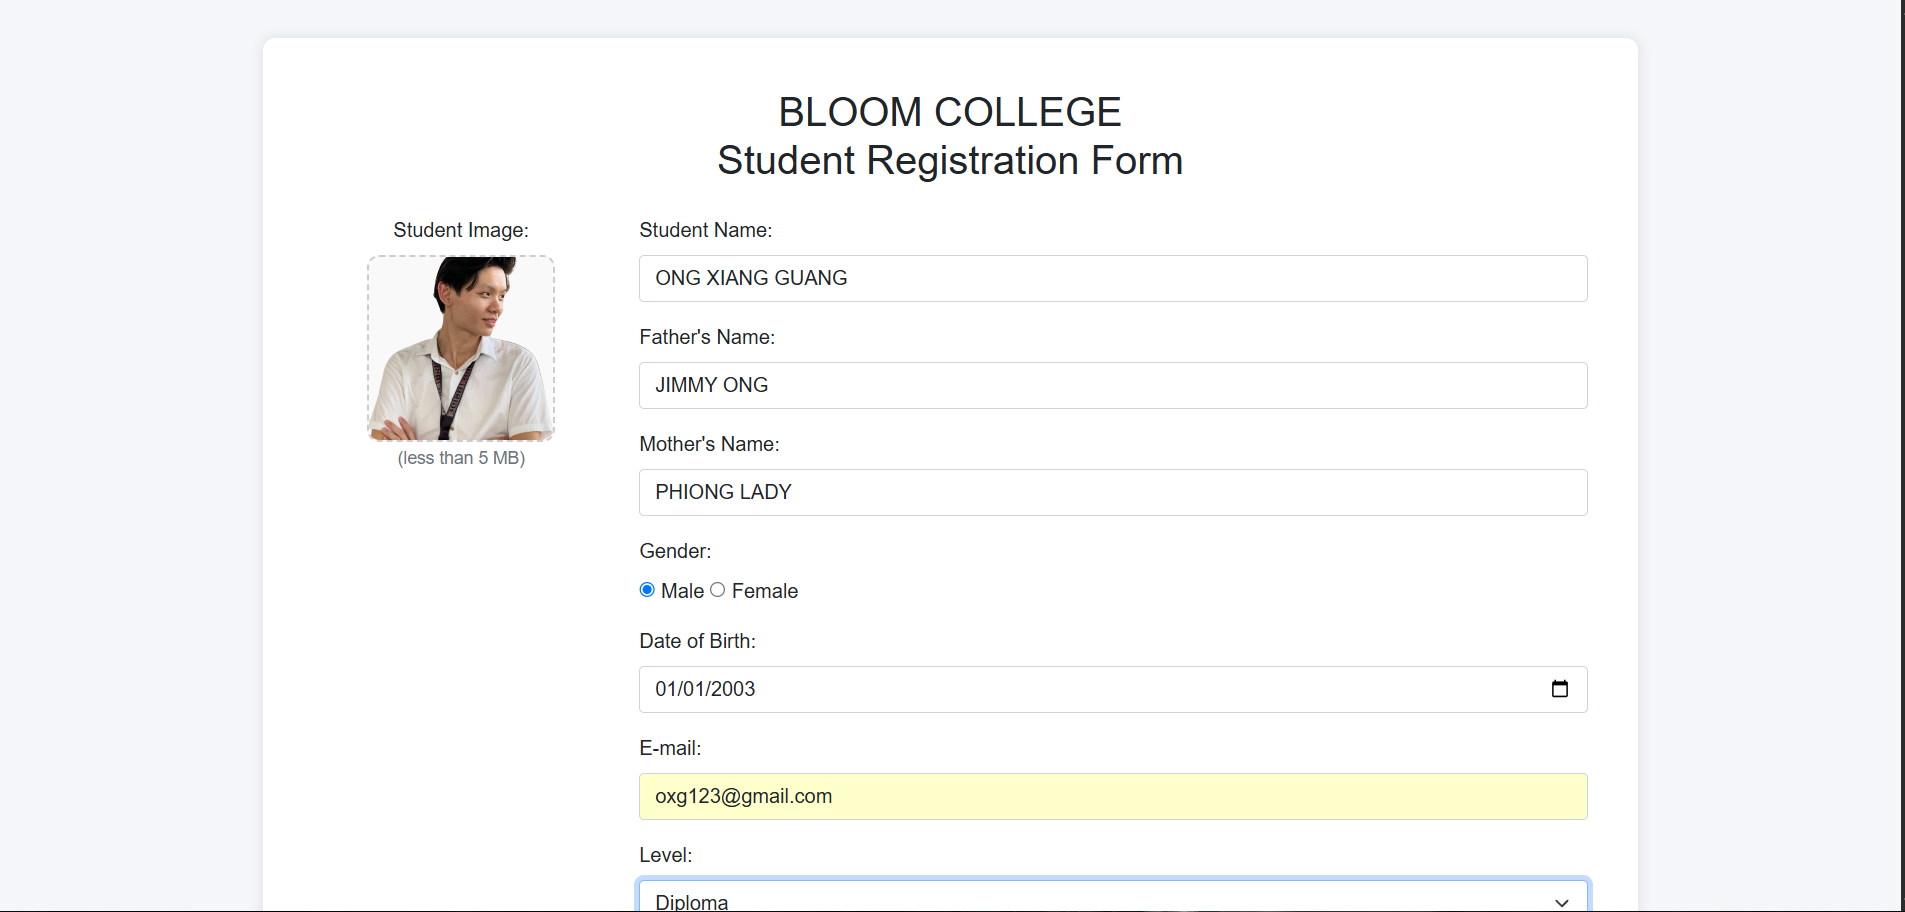 BLOOM COLLEGE
Student Registration Form
Student Image:
(less than 5 MB)
Student Name:
ONG XIANG GUANG
Father's Name:
JIMMY ONG
Mother's Name:
PHIONG LADY
Gender:
Male Female
Date of Birth:
01/01/2003
E-mail:
oxg123@gmail.com
Level:
Diploma